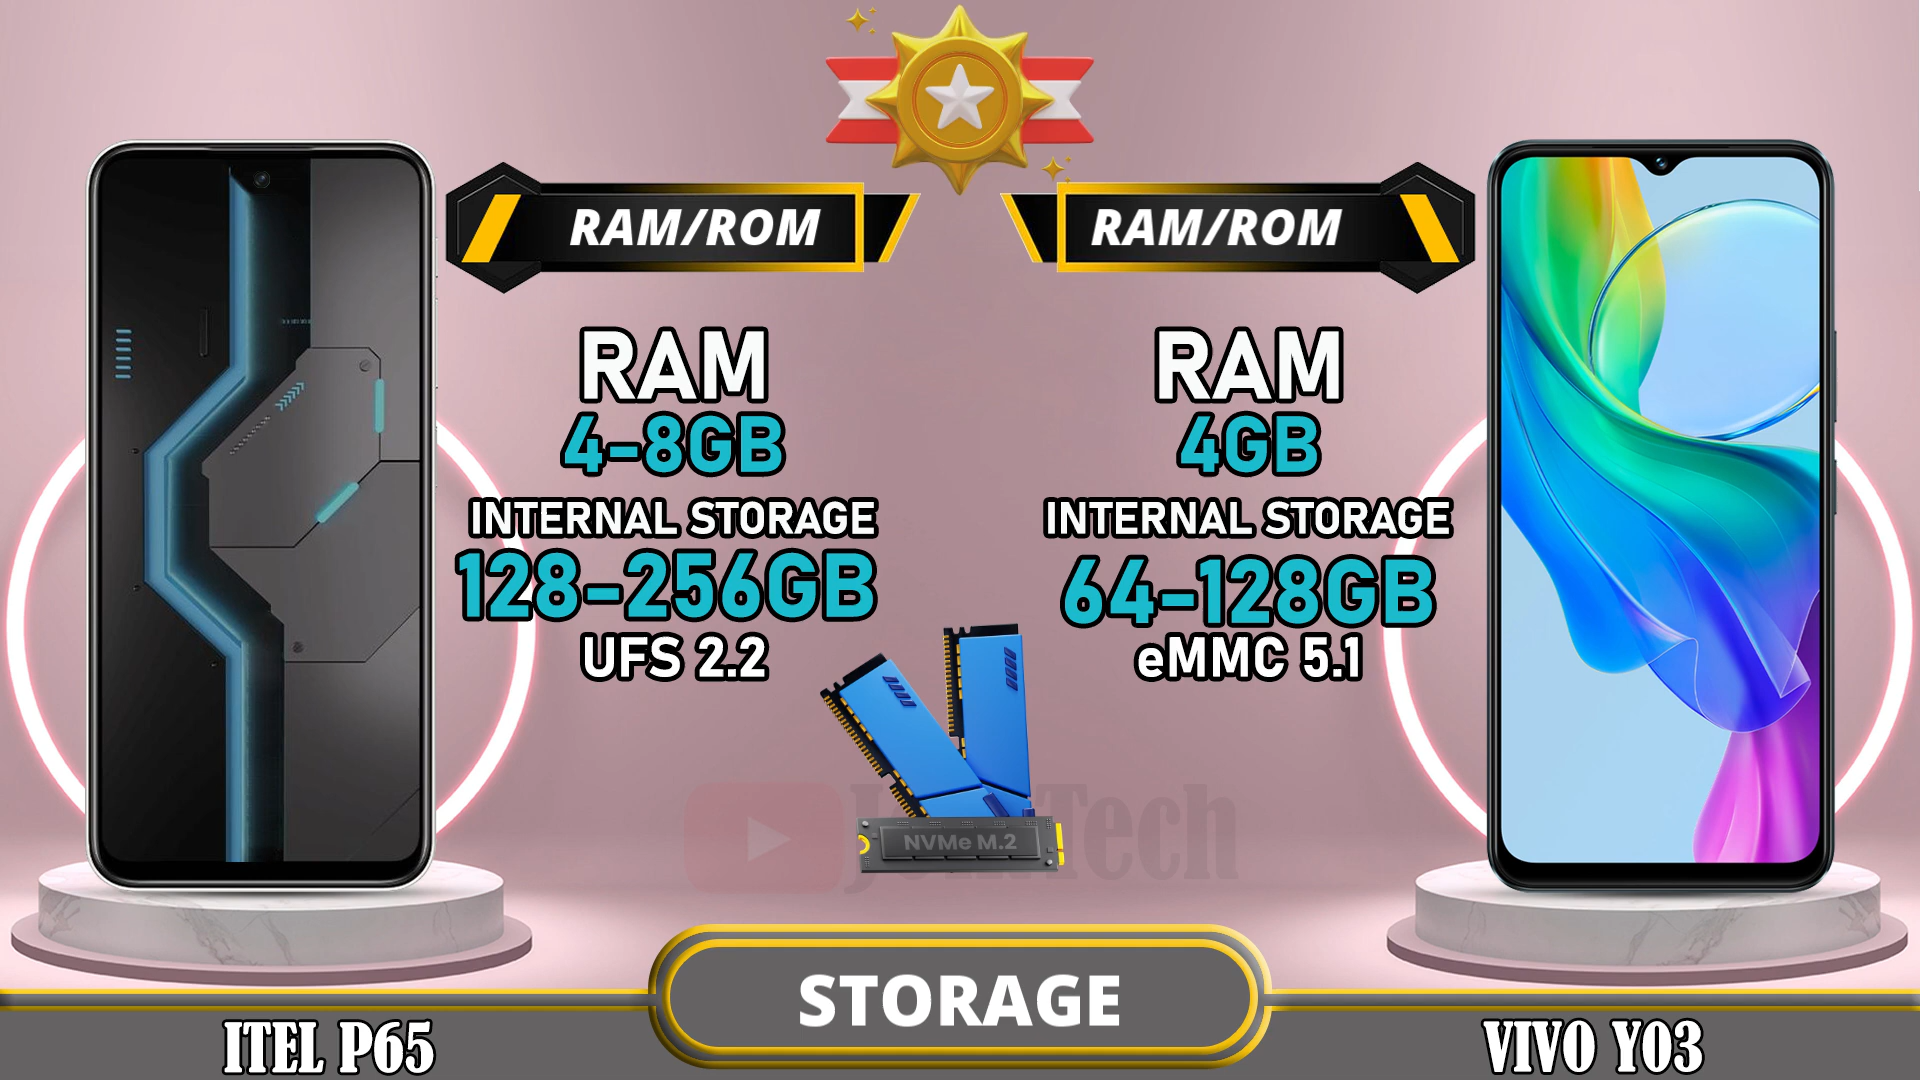 RAM/ROM
RAM
4-8GB
INTERNAL STORAGE
128-256GB
UFS 2.2
RAM/ROM
RAM
4GB
INTERNAL STORAGE
64-128GB
eMMC 5.1
NVMe M.2
Tech
STORAGE
ITEL P65
VIVO Y03